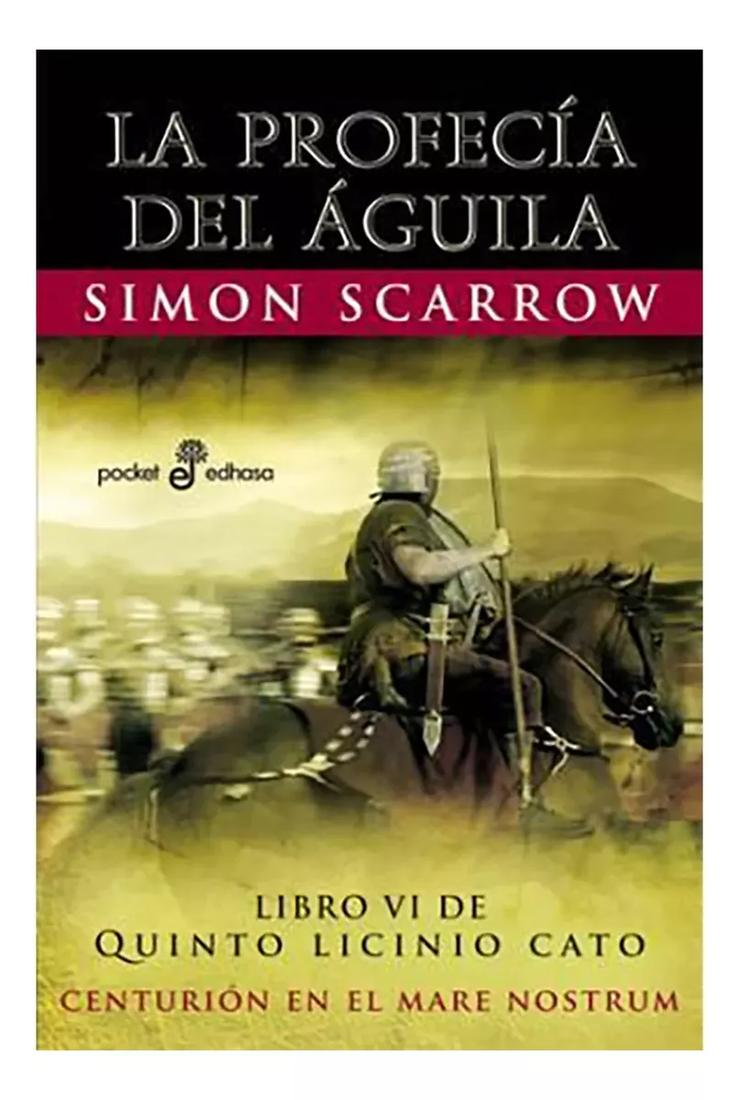 LA PROFECÍA
DEL ÁGUILA
SIMON SCARROW
pocket edhasa
LIBRO VI DE
QUINTO LICINIO CATO
CENTURIÓN EN EL MARE NOSTRUM